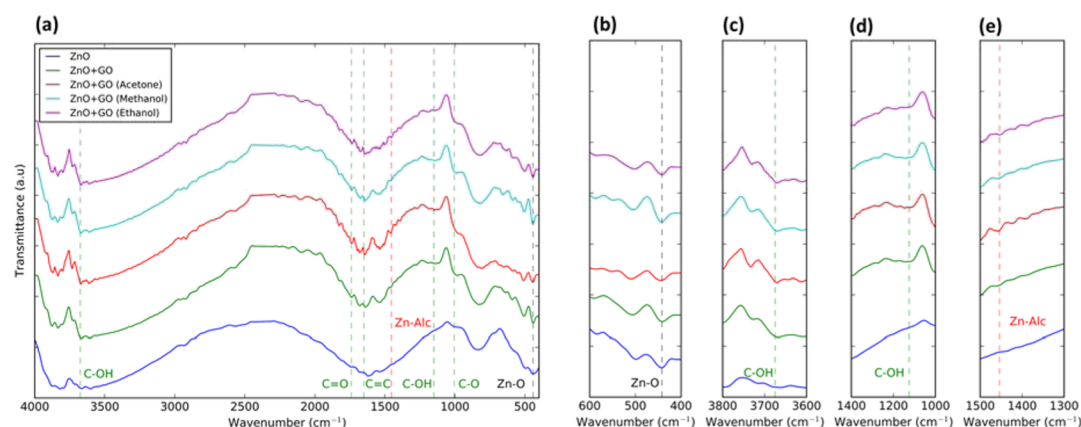 (a)
(b)
(c)
(d)
(e)
ZnO
ZnO+GO
ZnO+GO (Acetone)
ZnO+GO (Methanol)
ZnO+GO (Ethanol)
Transmittance (a.u)
C-OH
C=O
C=C
Zn-Alc
C-OH
C-O
Zn-O
4000 3500 3000 2500 2000 1500 1000 500
Wavenumber (cm⁻¹)
Zn-O
600 500 400
Wavenumber (cm⁻¹)
C-OH
3800 3700 3600
Wavenumber (cm⁻¹)
C-OH
1400 1200 1000
Wavenumber (cm⁻¹)
Zn-Alc
1500 1400 1300
Wavenumber (cm⁻¹)